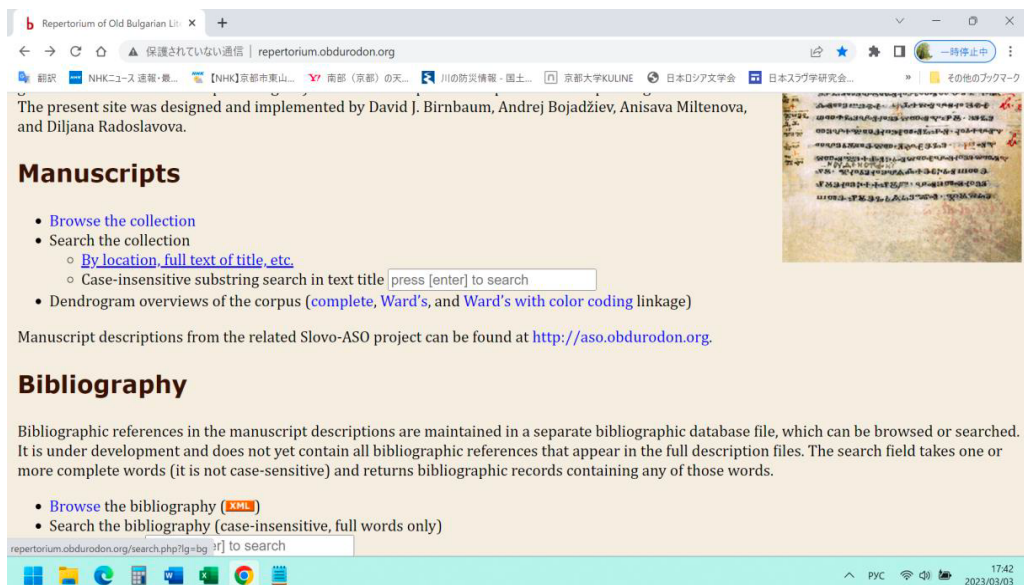 Repertorium of Old Bulgarian Lit
保護されていない通信 | repertorium.obdurodon.org
一時停止中
翻訳 NHKニュース 速報・最... 【NHK】京都市東山... 南部（京都）の天... 川の防災情報 - 国土... 京都大学KULINE 日本ロシア文学会 日本スラヴ学研究会... » その他のブックマーク
The present site was designed and implemented by David J. Birnbaum, Andrej Bojadžiev, Anisava Miltenova,
and Diljana Radoslavova.
Manuscripts
• Browse the collection
• Search the collection
◦ By location, full text of title, etc.
◦ Case-insensitive substring search in text title press [enter] to search
• Dendrogram overviews of the corpus (complete, Ward's, and Ward's with color coding linkage)
Manuscript descriptions from the related Slovo-ASO project can be found at http://aso.obdurodon.org.
Bibliography
Bibliographic references in the manuscript descriptions are maintained in a separate bibliographic database file, which can be browsed or searched.
It is under development and does not yet contain all bibliographic references that appear in the full description files. The search field takes one or
more complete words (it is not case-sensitive) and returns bibliographic records containing any of those words.
• Browse the bibliography (XML)
• Search the bibliography (case-insensitive, full words only)
repertorium.obdurodon.org/search.php?lg=bg er] to search
РУС 17:42
2023/03/03